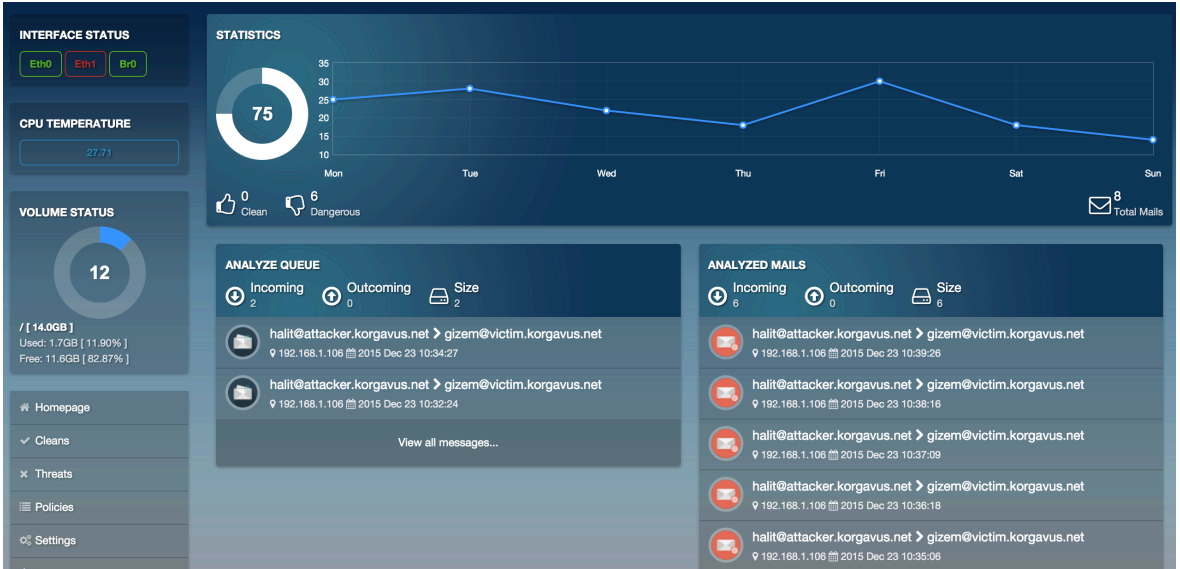 INTERFACE STATUS
Eth0 Eth1 Br0
CPU TEMPERATURE
27.71
VOLUME STATUS
12
/ [ 14.0GB ]
Used: 1.7GB [ 11.90% ]
Free: 11.6GB [ 82.87% ]
Homepage
Cleans
Threats
Policies
Settings
STATISTICS
75
35
30
25
20
15
10
Mon Tue Wed Thu Fri Sat Sun
0
Clean
6
Dangerous
8
Total Mails
ANALYZE QUEUE
Incoming
2
Outcoming
0
Size
2
halit@attacker.korgavus.net gizem@victim.korgavus.net
192.168.1.106 2015 Dec 23 10:34:27
halit@attacker.korgavus.net gizem@victim.korgavus.net
192.168.1.106 2015 Dec 23 10:32:24
View all messages...
ANALYZED MAILS
Incoming
6
Outcoming
0
Size
6
halit@attacker.korgavus.net gizem@victim.korgavus.net
192.168.1.106 2015 Dec 23 10:39:26
halit@attacker.korgavus.net gizem@victim.korgavus.net
192.168.1.106 2015 Dec 23 10:38:16
halit@attacker.korgavus.net gizem@victim.korgavus.net
192.168.1.106 2015 Dec 23 10:37:09
halit@attacker.korgavus.net gizem@victim.korgavus.net
192.168.1.106 2015 Dec 23 10:36:18
halit@attacker.korgavus.net gizem@victim.korgavus.net
192.168.1.106 2015 Dec 23 10:35:06